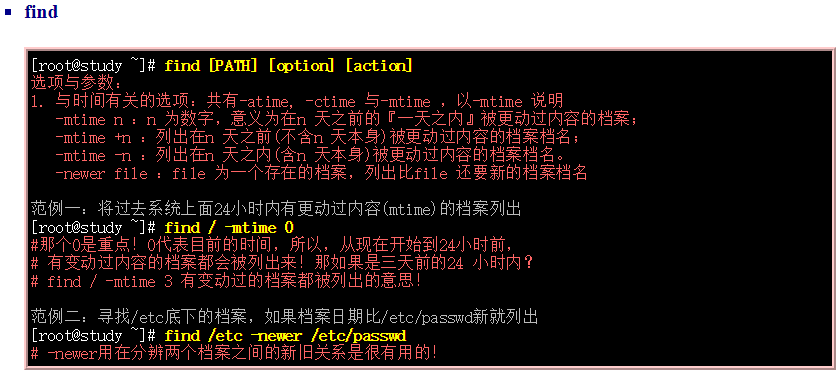 find
[root@study ~]# find [PATH] [option] [action]
选项与参数：
1. 与时间有关的选项：共有-atime, -ctime 与-mtime ，以-mtime 说明
-mtime n ：n 为数字，意义为在n 天之前的『一天之内』被更动过内容的档案；
-mtime +n ：列出在n 天之前(不含n 天本身)被更动过内容的档案档名；
-mtime -n ：列出在n 天之内(含n 天本身)被更动过内容的档案档名。
-newer file ：file 为一个存在的档案，列出比file 还要新的档案档名
范例一：将过去系统上面24小时内有更动过内容(mtime)的档案列出
[root@study ~]# find / -mtime 0
#那个0是重点！0代表目前的时间，所以，从现在开始到24小时前，
# 有变动过内容的档案都会被列出来！那如果是三天前的24 小时内？
# find / -mtime 3 有变动过的档案都被列出的意思！
范例二：寻找/etc底下的档案，如果档案日期比/etc/passwd新就列出
[root@study ~]# find /etc -newer /etc/passwd
# -newer用在分辨两个档案之间的新旧关系是很有用的！